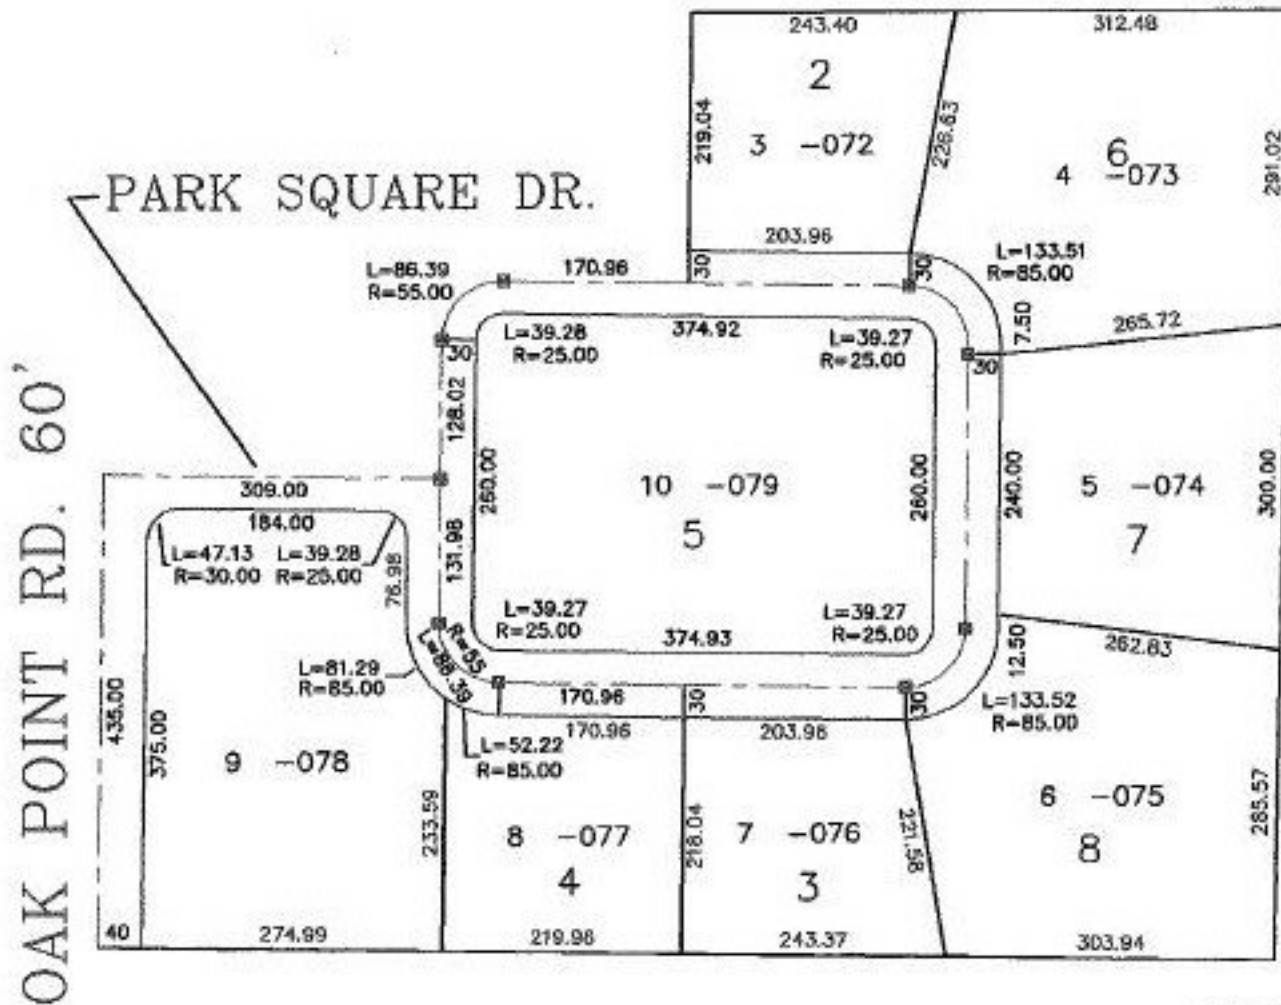 243.40
312.48
2
219.04
226.63
3 -072
6
4 -073
291.02
PARK SQUARE DR.
203.96
30
30
L=133.51
R=85.00
L=86.39
R=55.00
170.96
7.50
265.72
L=39.28
R=25.00
374.92
L=39.27
R=25.00
30
30
128.02
OAK POINT RD. 60'
309.00
184.00
260.00
10 -079
5
260.00
240.00
5 -074
7
300.00
L=47.13
R=30.00
L=39.28
R=25.00
76.98
131.98
L=39.27
R=25.00
L=39.27
R=25.00
374.93
R=55
L=86.39
L=81.29
R=85.00
12.50
262.83
435.00
375.00
170.96
30
30
L=133.52
R=85.00
170.96
203.98
L=52.22
R=85.00
9 -078
233.59
8 -077
4
218.04
7 -076
3
221.58
6 -075
8
285.57
40
274.99
219.96
243.37
303.94